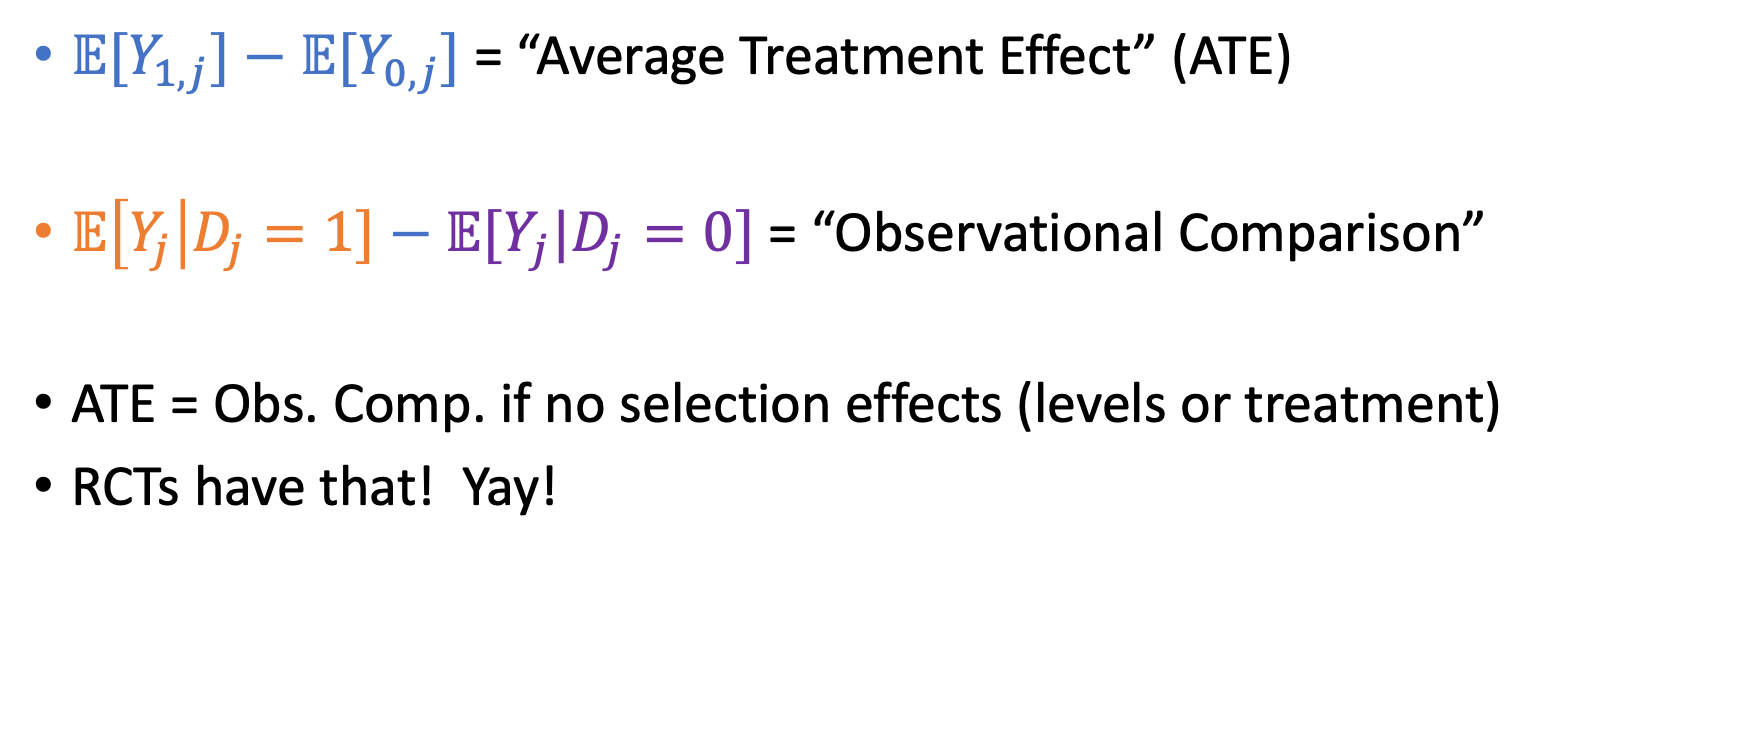 • 𝔼[Y₁,ⱼ] − 𝔼[Y₀,ⱼ] = “Average Treatment Effect” (ATE)
• 𝔼[Yⱼ|Dⱼ = 1] − 𝔼[Yⱼ|Dⱼ = 0] = “Observational Comparison”
• ATE = Obs. Comp. if no selection effects (levels or treatment)
• RCTs have that!  Yay!